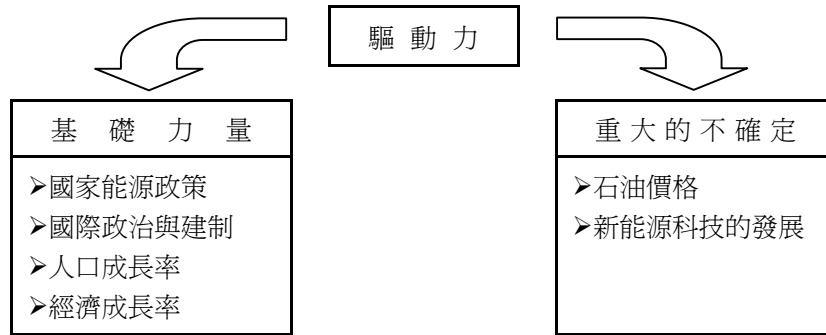 驅動力
基礎力量
➢國家能源政策
➢國際政治與建制
➢人口成長率
➢經濟成長率
重大的不確定
➢石油價格
➢新能源科技的發展